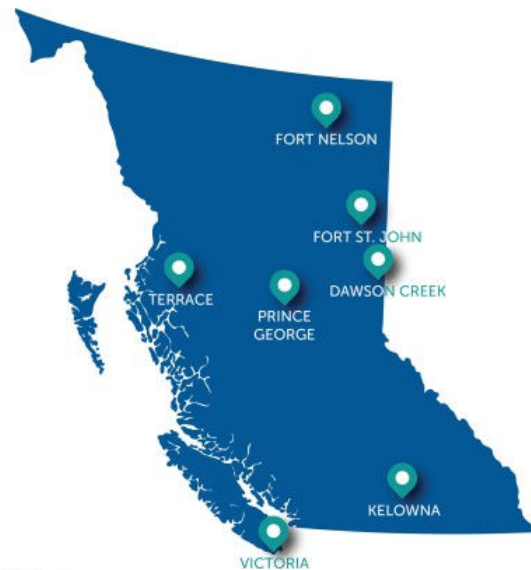 FORT NELSON
FORT ST. JOHN
DAWSON CREEK
TERRACE
PRINCE
GEORGE
KELOWNA
VICTORIA